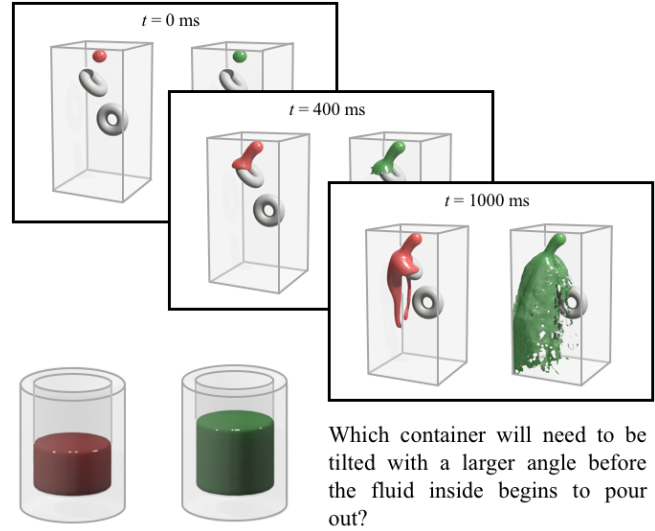 t = 0 ms
t = 400 ms
t = 1000 ms
Which container will need to be
tilted with a larger angle before
the fluid inside begins to pour
out?